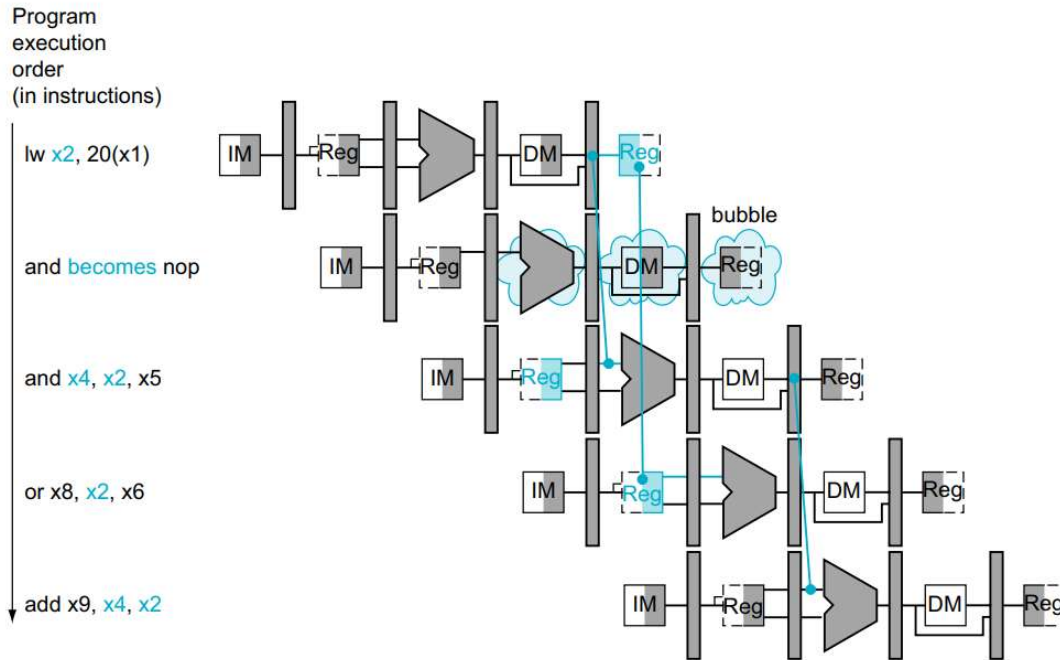 Program
execution
order
(in instructions)
lw x2, 20(x1)
IM
Reg
DM
Reg
bubble
and becomes nop
IM
Reg
DM
Reg
and x4, x2, x5
IM
Reg
DM
Reg
or x8, x2, x6
IM
Reg
DM
Reg
add x9, x4, x2
IM
Reg
DM
Reg